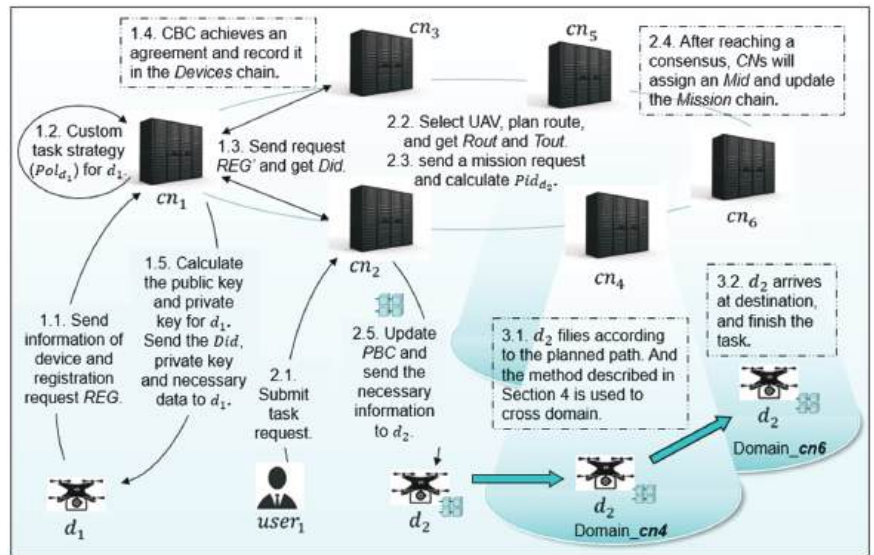 1.4. CBC achieves an
agreement and record it
in the Devices chain.
cn₃
cn₅
2.4. After reaching a
consensus, CNs will
assign an Mid and update
the Mission chain.
1.2. Custom
task strategy
(Pol_d₁) for d₁.
cn₁
1.3. Send request
REG' and get Did.
2.2. Select UAV, plan route,
and get Rout and Tout.
2.3. send a mission request
and calculate Pid_d₂.
cn₆
cn₂
cn₄
1.1. Send
information of
device and
registration
request REG.
1.5. Calculate
the public key
and private
key for d₁.
Send the Did,
private key
and necessary
data to d₁.
2.1.
Submit
task
request.
2.5. Update
PBC and
send the
necessary
information
to d₂.
3.1. d₂ filies according
to the planned path. And
the method described in
Section 4 is used to
cross domain.
3.2. d₂ arrives
at destination,
and finish the
task.
d₁
user₁
d₂
d₂
Domain_cn4
d₂
Domain_cn6